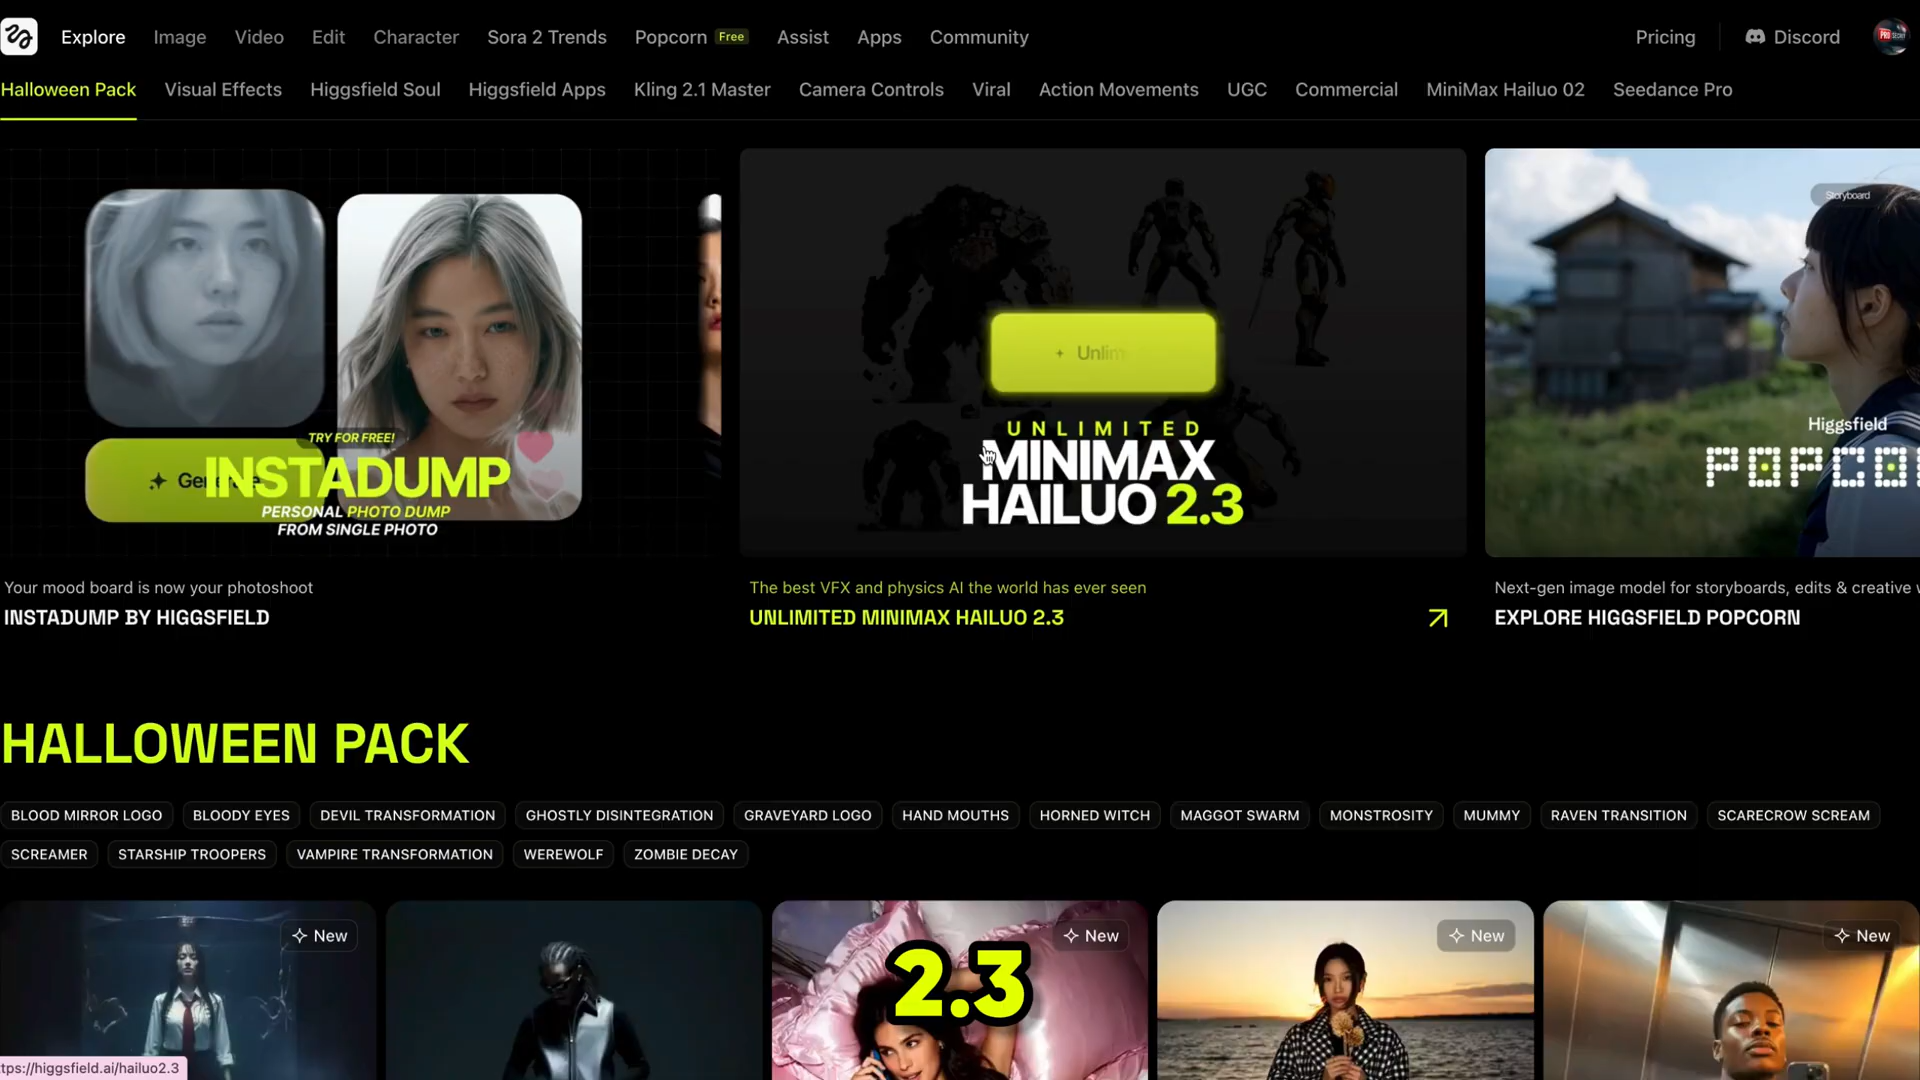 Explore Image Video Edit Character Sora 2 Trends Popcorn Free Assist Apps Community Pricing Discord
Halloween Pack Visual Effects Higgsfield Soul Higgsfield Apps Kling 2.1 Master Camera Controls Viral Action Movements UGC Commercial MiniMax Hailuo 02 Seedance Pro
TRY FOR FREE!
INSTADUMP
PERSONAL PHOTO DUMP
FROM SINGLE PHOTO
Unlim
UNLIMITED
MINIMAX
HAILUO 2.3
Storyboard
Higgsfield
POPCO
Your mood board is now your photoshoot
INSTADUMP BY HIGGSFIELD
The best VFX and physics AI the world has ever seen
UNLIMITED MINIMAX HAILUO 2.3
Next-gen image model for storyboards, edits & creative
EXPLORE HIGGSFIELD POPCORN
HALLOWEEN PACK
BLOOD MIRROR LOGO BLOODY EYES DEVIL TRANSFORMATION GHOSTLY DISINTEGRATION GRAVEYARD LOGO HAND MOUTHS HORNED WITCH MAGGOT SWARM MONSTROSITY MUMMY RAVEN TRANSITION SCARECROW SCREAM
SCREAMER STARSHIP TROOPERS VAMPIRE TRANSFORMATION WEREWOLF ZOMBIE DECAY
New New New New
2.3
tps://higgsfield.ai/hailuo2.3